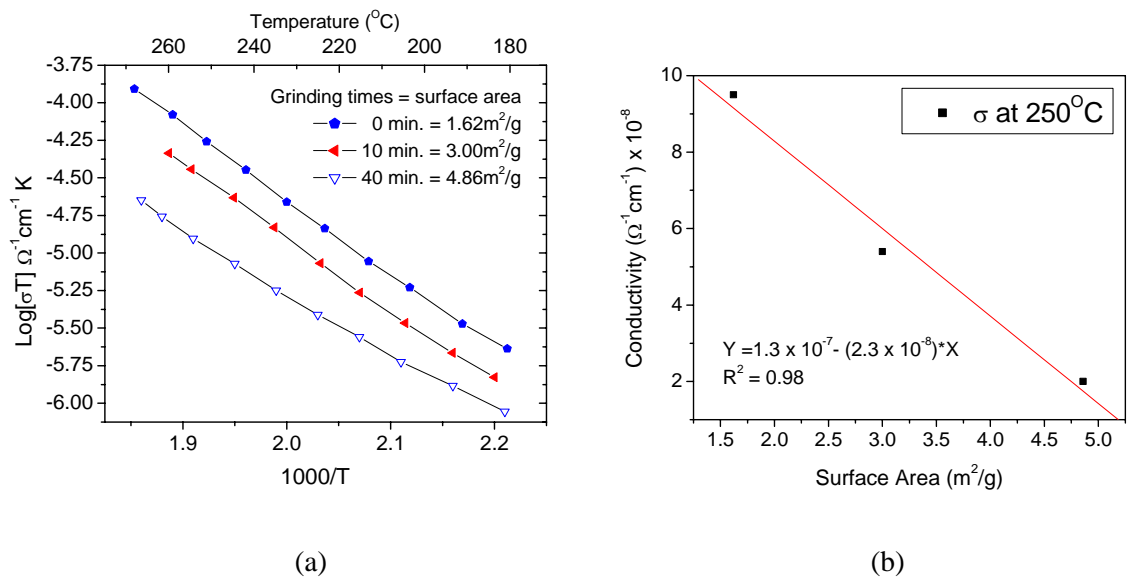 Temperature (°C)
260 240 220 200 180
Log[σT] Ω⁻¹cm⁻¹ K
-3.75
-4.00
-4.25
-4.50
-4.75
-5.00
-5.25
-5.50
-5.75
-6.00
Grinding times = surface area
0 min. = 1.62m²/g
10 min. = 3.00m²/g
40 min. = 4.86m²/g
1.9 2.0 2.1 2.2
1000/T
(a)
Conductivity (Ω⁻¹cm⁻¹) x 10⁻⁸
10
8
6
4
2
σ at 250°C
Y =1.3 x 10⁻⁷- (2.3 x 10⁻⁸)*X
R² = 0.98
1.5 2.0 2.5 3.0 3.5 4.0 4.5 5.0
Surface Area (m²/g)
(b)